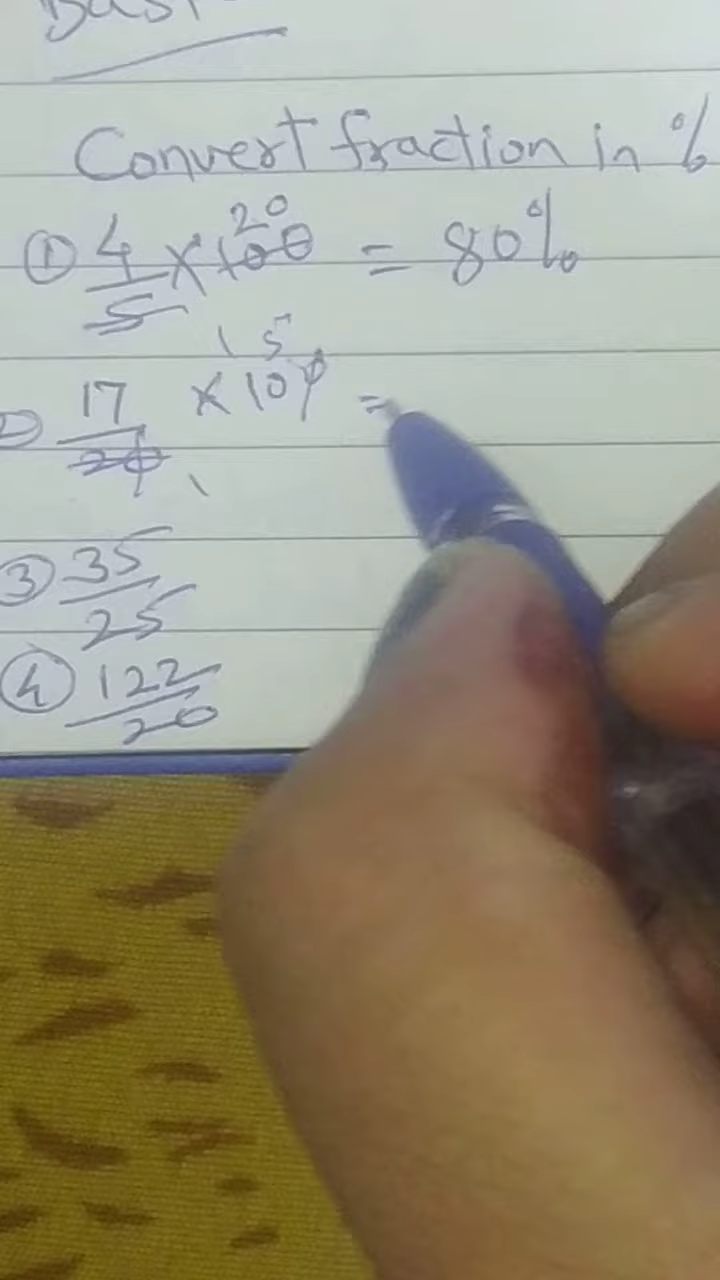 Convert fraction in %
① 4/5 × 100 20 = 80%
17/20 × 100 5 =
③ 35/25
④ 122/20